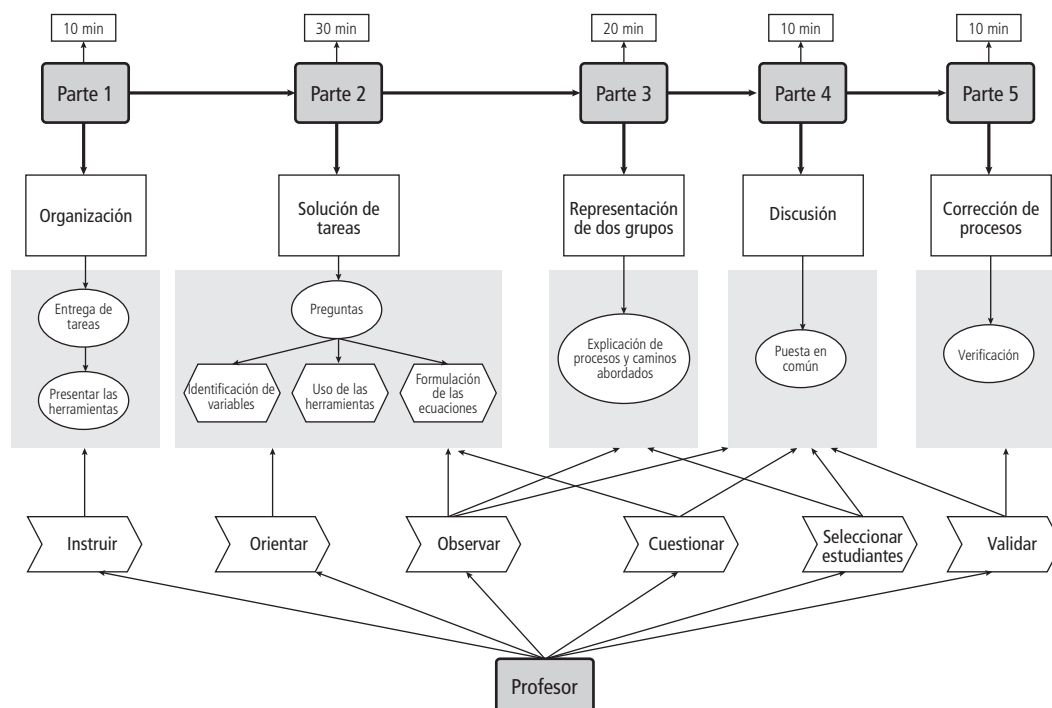 10 min
30 min
20 min
10 min
10 min
Parte 1
Parte 2
Parte 3
Parte 4
Parte 5
Organización
Solución de
tareas
Representación
de dos grupos
Discusión
Corrección de
procesos
Entrega de
tareas
Presentar las
herramientas
Preguntas
Identificación de
variables
Uso de las
herramientas
Formulación
de las
ecuaciones
Explicación de
procesos y caminos
abordados
Puesta en
común
Verificación
Instruir
Orientar
Observar
Cuestionar
Seleccionar
estudiantes
Validar
Profesor